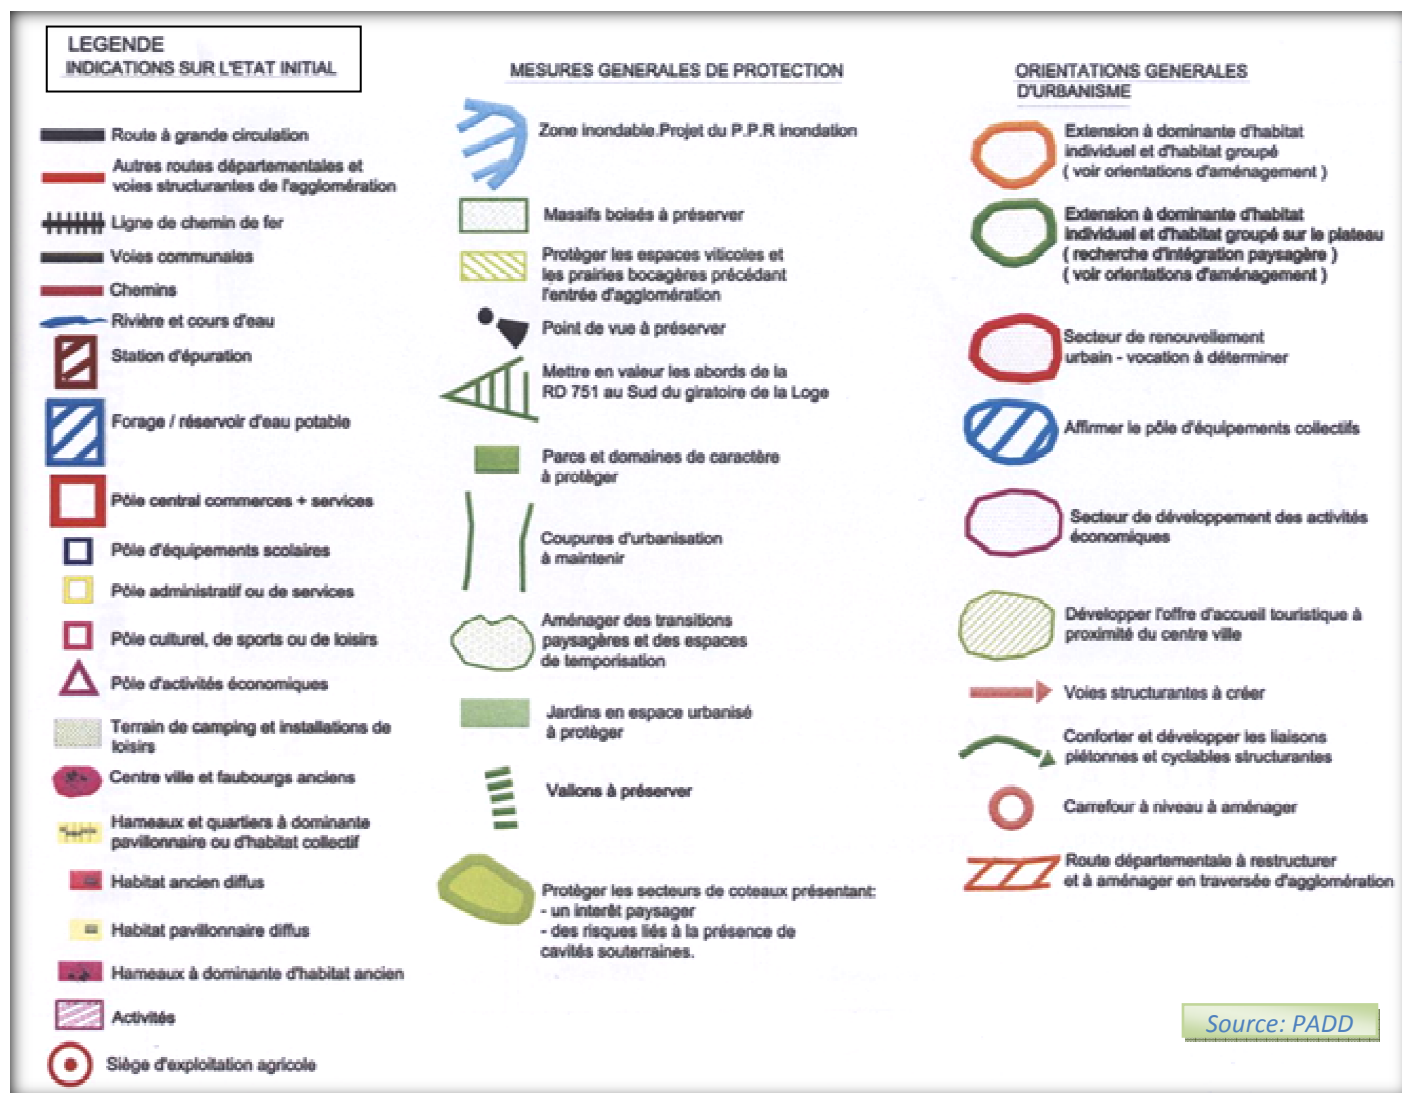 LEGENDE
INDICATIONS SUR L'ETAT INITIAL
Route à grande circulation
Autres routes départementales et
voies structurantes de l'agglomération
Ligne de chemin de fer
Voies communales
Chemins
Rivière et cours d'eau
Station d'épuration
Forage / réservoir d'eau potable
Pôle central commerces + services
Pôle d'équipements scolaires
Pôle administratif ou de services
Pôle culturel, de sports ou de loisirs
Pôle d'activités économiques
Terrain de camping et installations de
loisirs
Centre ville et faubourgs anciens
Hameaux et quartiers à dominante
pavillonnaire ou d'habitat collectif
Habitat ancien diffus
Habitat pavillonnaire diffus
Hameaux à dominante d'habitat ancien
Activités
Siège d'exploitation agricole
MESURES GENERALES DE PROTECTION
Zone inondable.Projet du P.P.R inondation
Massifs boisés à préserver
Protèger les espaces viticoles et
les prairies bocagères précédant
l'entrée d'agglomération
Point de vue à préserver
Mettre en valeur les abords de la
RD 751 au Sud du giratoire de la Loge
Parcs et domaines de caractère
à protèger
Coupures d'urbanisation
à maintenir
Aménager des transitions
paysagères et des espaces
de temporisation
Jardins en espace urbanisé
à protèger
Vallons à préserver
Protèger les secteurs de coteaux présentant:
- un interêt paysager
- des risques liés à la présence de
cavités souterraines.
ORIENTATIONS GENERALES
D'URBANISME
Extension à dominante d'habitat
individuel et d'habitat groupé
( voir orientations d'aménagement )
Extension à dominante d'habitat
individuel et d'habitat groupé sur le plateau
( recherche d'intégration paysagère )
( voir orientations d'aménagement )
Secteur de renouvellement
urbain - vocation à déterminer
Affirmer le pôle d'équipements collectifs
Secteur de développement des activités
économiques
Développer l'offre d'accueil touristique à
proximité du centre ville
Voies structurantes à créer
Conforter et développer les liaisons
piétonnes et cyclables structurantes
Carrefour à niveau à aménager
Route départementale à restructurer
et à aménager en traversée d'agglomération
Source: PADD